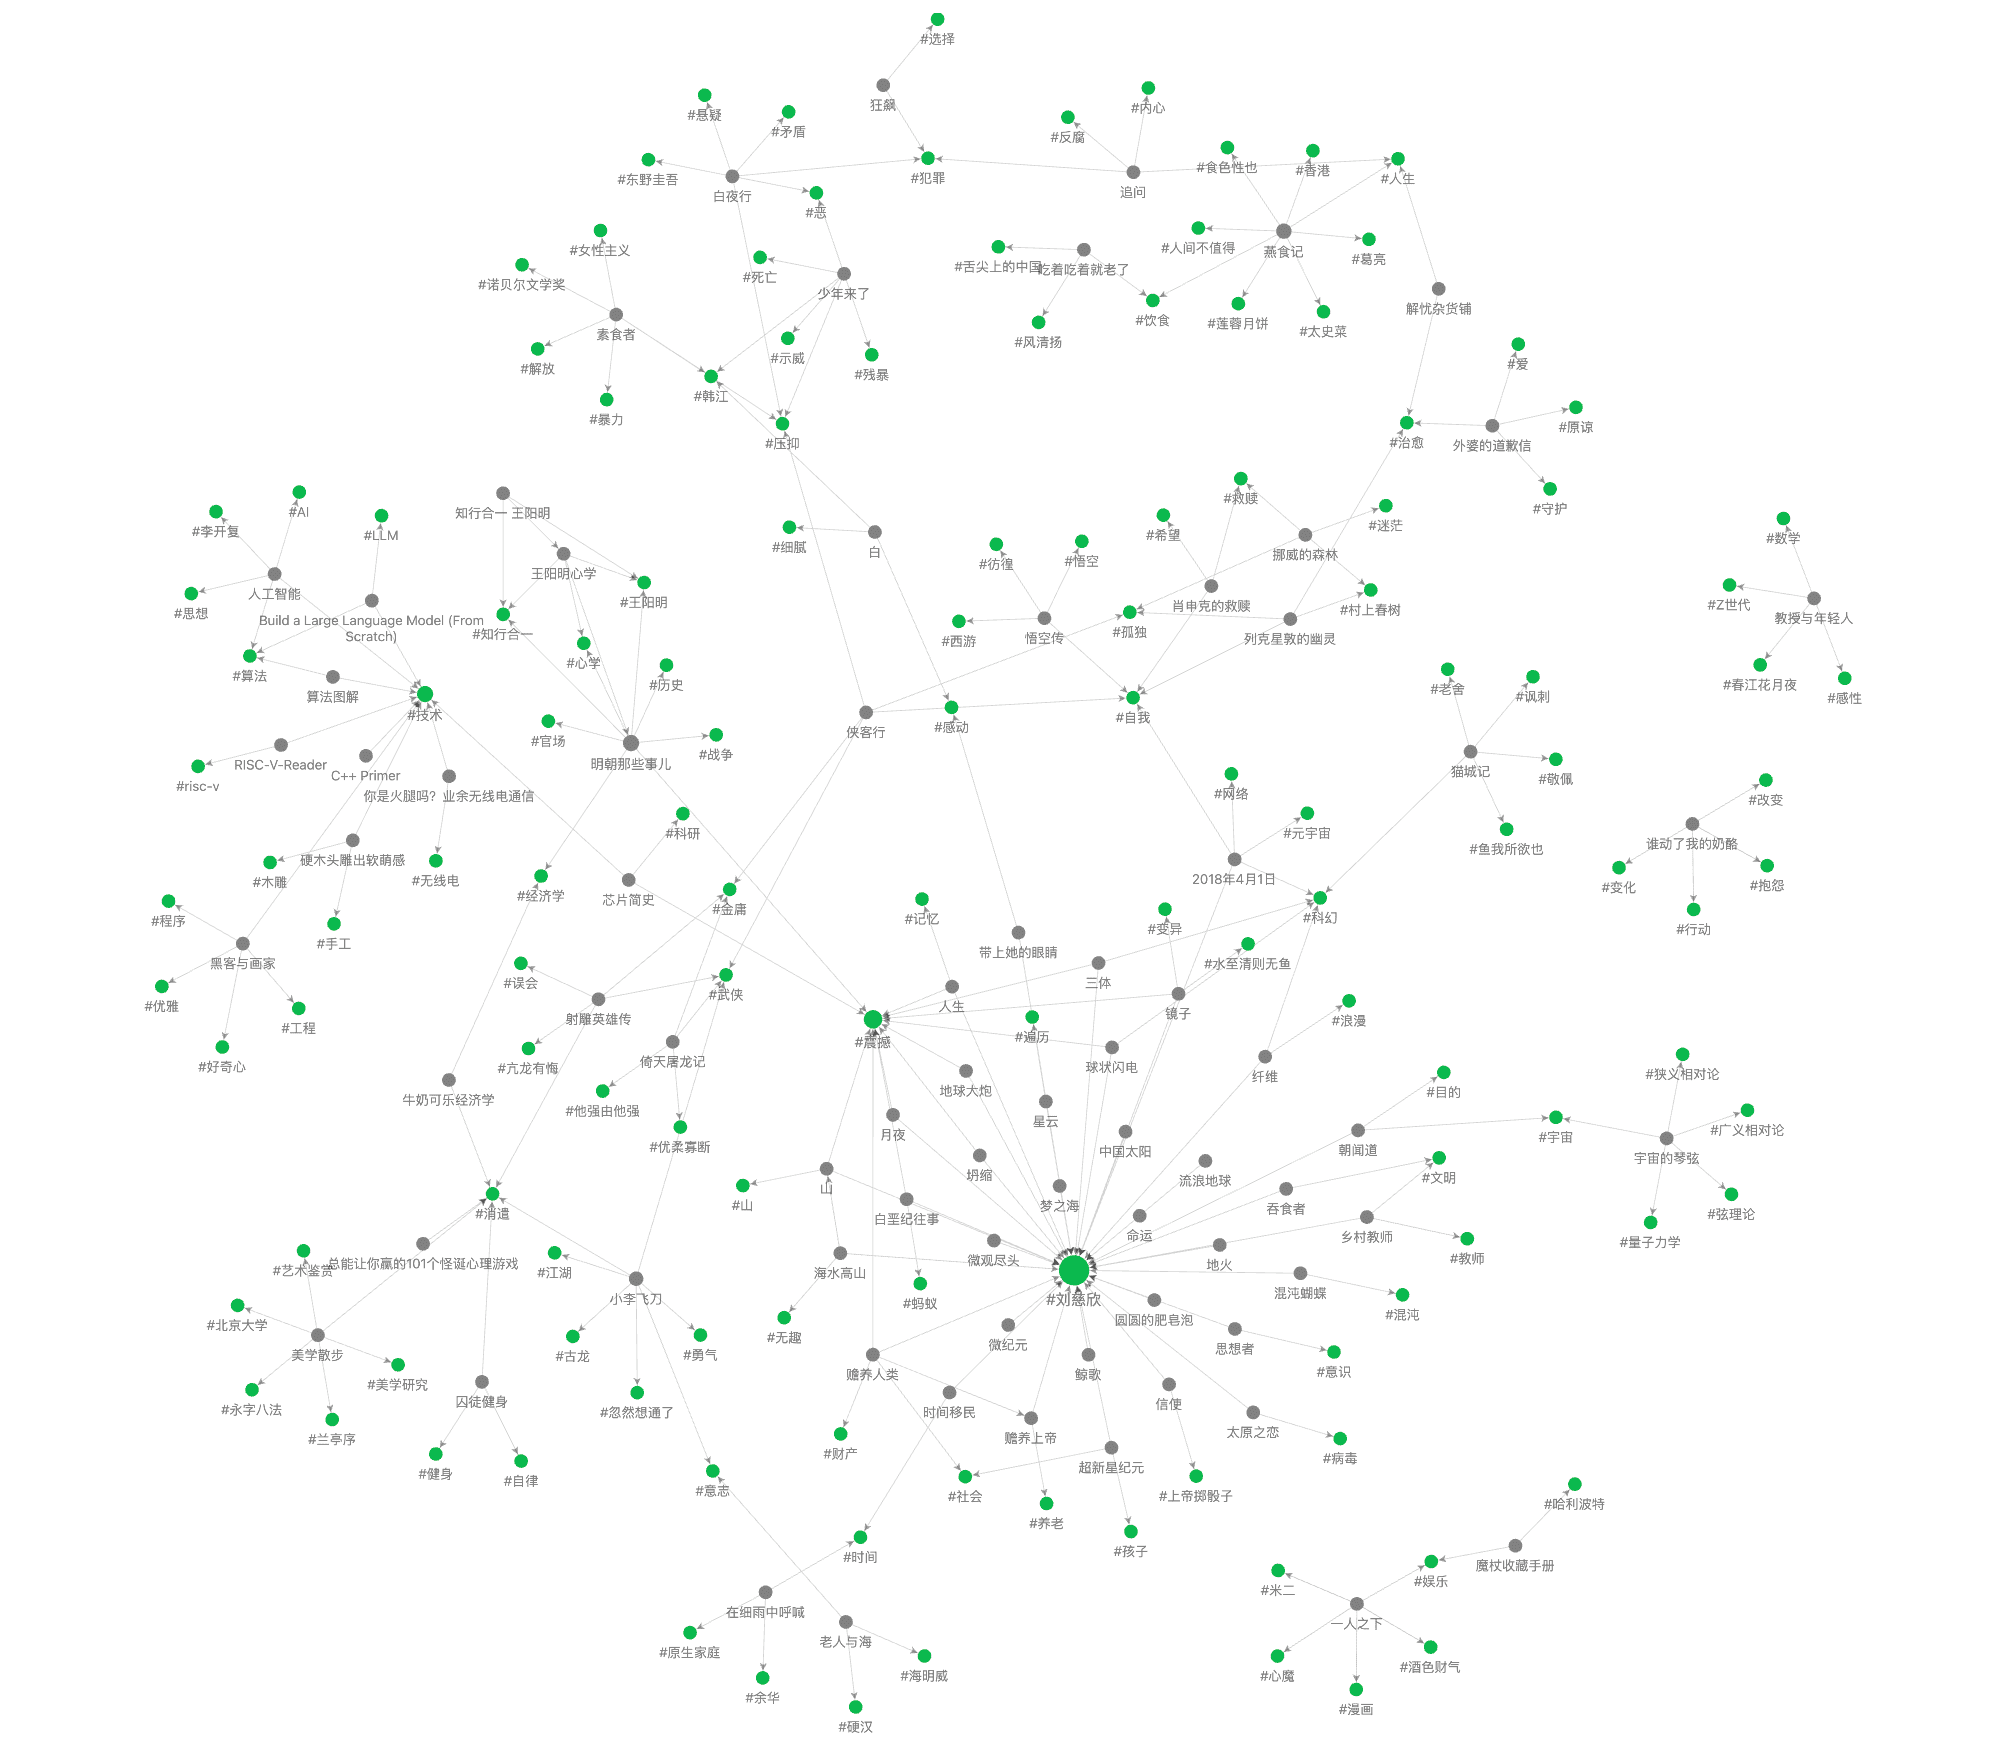 #选择
狂飙
#悬疑
#矛盾
#内心
#反腐
#东野圭吾
白夜行
#犯罪
追问
#食色性也
#香港
#人生
#恶
#女性主义
#人间不值得
燕食记
#葛亮
#诺贝尔文学奖
#死亡
少年来了
#舌尖上的中国
吃着吃着就老了
解忧杂货铺
素食者
#饮食
#莲蓉月饼
#太史菜
#解放
#示威
#残暴
#风清扬
#爱
#韩江
#暴力
#压抑
#治愈
外婆的道歉信
#原谅
#救赎
#守护
知行合一 王阳明
#AI
#李开复
#LLM
#细腻
白
#希望
#迷茫
挪威的森林
#数学
#彷徨
#悟空
王阳明心学
人工智能
#思想
#王阳明
Build a Large Language Model (From
Scratch)
#知行合一
#西游
悟空传
#孤独
肖申克的救赎
#村上春树
列克星敦的幽灵
#Z世代
教授与年轻人
#心学
#算法
算法图解
#历史
#春江花月夜
#感性
#老舍
#讽刺
#技术
#官场
明朝那些事儿
#战争
侠客行
#感动
#自我
RISC-V-Reader
C++ Primer
#risc-v
你是火腿吗？业余无线电通信
猫城记
#敬佩
#网络
#改变
#科研
#元宇宙
谁动了我的奶酪
#鱼我所欲也
硬木头雕出软萌感
#木雕
#无线电
2018年4月1日
#变化
#抱怨
#经济学
芯片简史
#金庸
#记忆
#科幻
#程序
#手工
#变异
#行动
带上她的眼睛
#水至清则无鱼
黑客与画家
#误会
三体
#武侠
#优雅
#工程
射雕英雄传
人生
镜子
#浪漫
#好奇心
#亢龙有悔
倚天屠龙记
#震撼
#遍历
球状闪电
纤维
#狭义相对论
牛奶可乐经济学
#他强由他强
地球大炮
星云
#目的
#广义相对论
#优柔寡断
月夜
中国太阳
朝闻道
#宇宙
宇宙的琴弦
坍缩
流浪地球
#文明
#山
山
白垩纪往事
梦之海
吞食者
#消遣
命运
乡村教师
#弦理论
#量子力学
总能让你赢的101个怪诞心理游戏
#艺术鉴赏
#江湖
海水高山
微观尽头
地火
#教师
小李飞刀
#蚂蚁
#刘慈欣
混沌蝴蝶
#混沌
#北京大学
#无趣
圆圆的肥皂泡
美学散步
#古龙
#勇气
微纪元
思想者
#意识
#美学研究
赡养人类
鲸歌
#永字八法
囚徒健身
#忽然想通了
时间移民
信使
#兰亭序
#财产
赡养上帝
太原之恋
#健身
#自律
#意志
#社会
超新星纪元
#病毒
#上帝掷骰子
#养老
#哈利波特
#时间
#孩子
魔杖收藏手册
#米二
#娱乐
在细雨中呼喊
一人之下
老人与海
#原生家庭
#海明威
#心魔
#酒色财气
#余华
#硬汉
#漫画